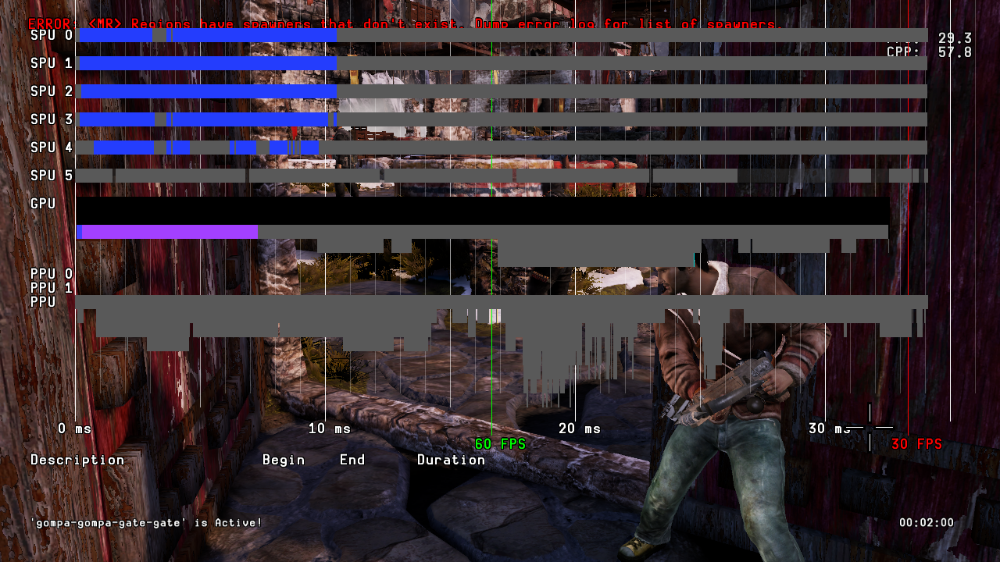 ERROR: <MR> Regions have spawners that don't exist. Dump error log for list of spawners.
SPU 0
29.3
CPP: 57.8
SPU 1
SPU 2
SPU 3
SPU 4
SPU 5
GPU
PPU 0
PPU 1
PPU
0 ms 10 ms 20 ms 30 ms
60 FPS 30 FPS
Description Begin End Duration
'gompa-gompa-gate-gate' is Active! 00:02:00